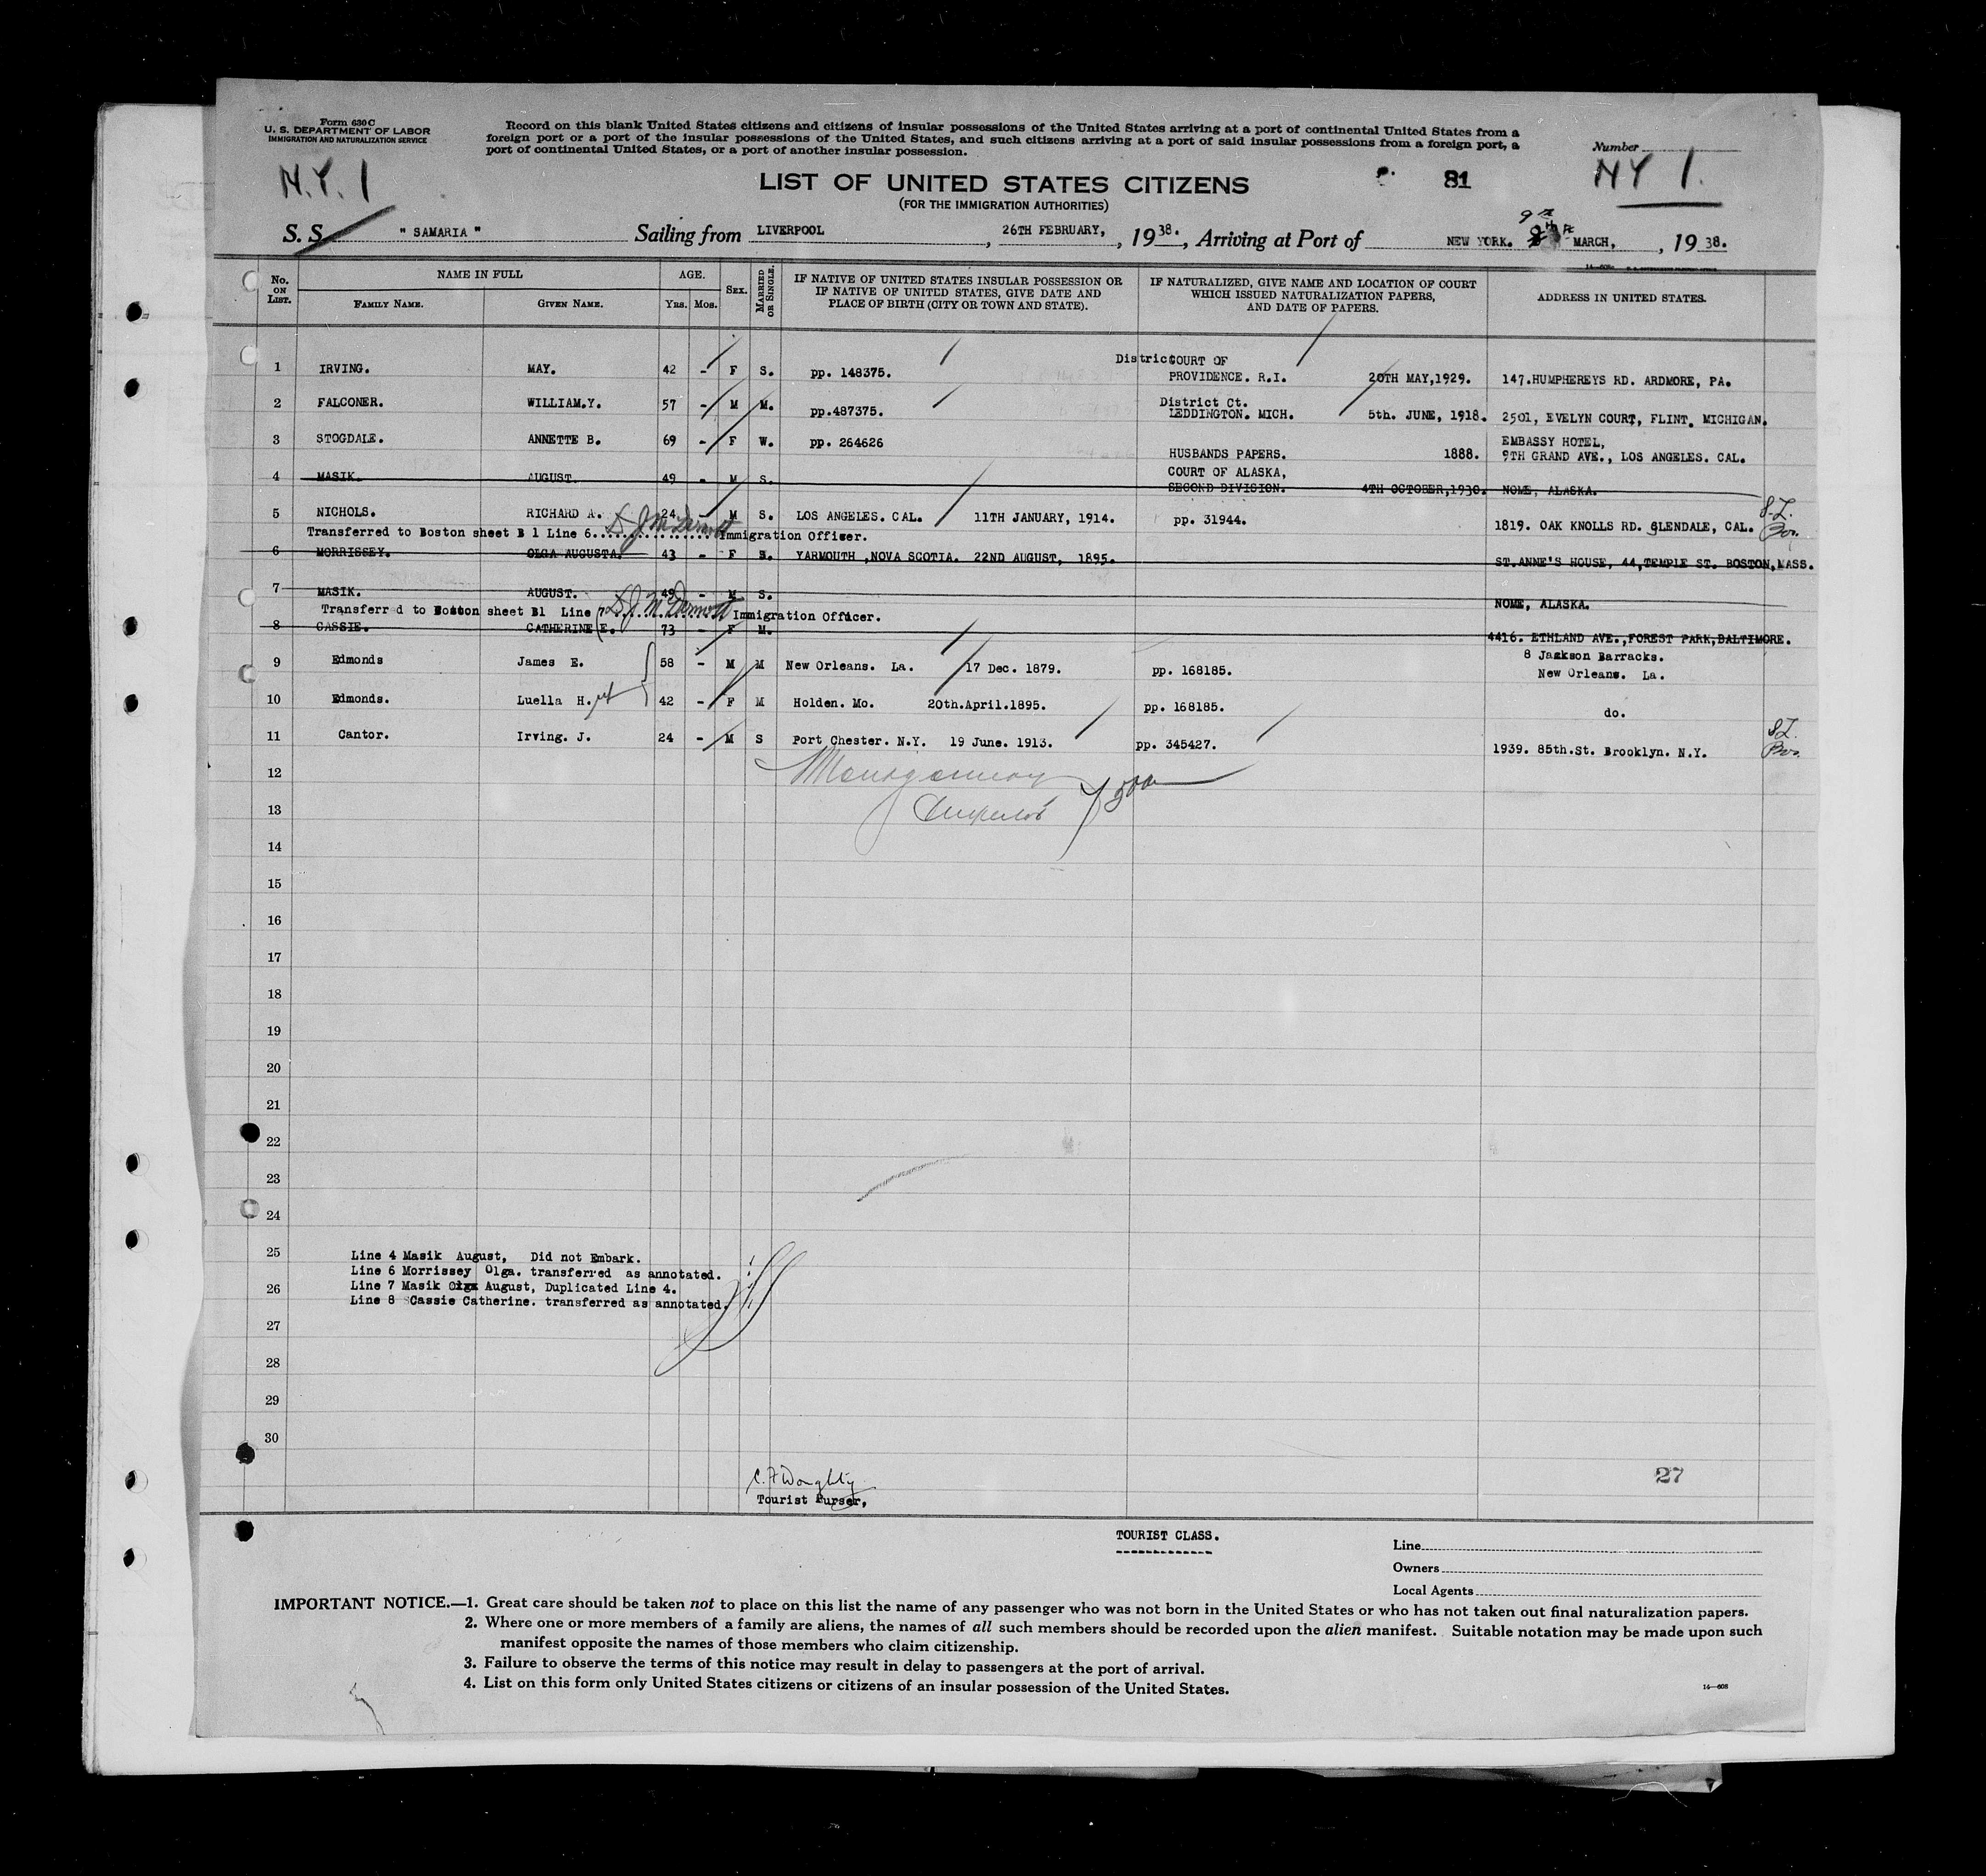 Form 630 C
U. S. DEPARTMENT OF LABOR
IMMIGRATION AND NATURALIZATION SERVICE
Record on this blank United States citizens and citizens of insular possessions of the United States arriving at a port of continental United States from a
foreign port or a port of the insular possessions of the United States, and such citizens arriving at a port of said insular possessions from a foreign port, a
port of continental United States, or a port of another insular possession.
Number
N.Y. 1
LIST OF UNITED STATES CITIZENS
81
NY 1.
(FOR THE IMMIGRATION AUTHORITIES)
S. S. " SAMARIA " Sailing from LIVERPOOL, 26TH FEBRUARY, , 19 38. , Arriving at Port of NEW YORK. 9th MARCH, , 19 38.
No. ON LIST. NAME IN FULL FAMILY NAME. GIVEN NAME. AGE. Yrs. Mos. SEX. MARRIED OR SINGLE. IF NATIVE OF UNITED STATES INSULAR POSSESSION OR IF NATIVE OF UNITED STATES, GIVE DATE AND PLACE OF BIRTH (CITY OR TOWN AND STATE). IF NATURALIZED, GIVE NAME AND LOCATION OF COURT WHICH ISSUED NATURALIZATION PAPERS, AND DATE OF PAPERS. ADDRESS IN UNITED STATES.
District COURT OF
1 IRVING. MAY. 42 - F S. pp. 148375. PROVIDENCE. R.I. 20TH MAY,1929. 147.HUMPHEREYS RD. ARDMORE, PA.
District Ct.
2 FALCONER. WILLIAM.Y. 57 - M M. pp.487375. LEDDINGTON. MICH. 5th. JUNE, 1918. 2501, EVELYN COURT, FLINT. MICHIGAN.
EMBASSY HOTEL,
3 STOGDALE. ANNETTE B. 69 - F W. pp. 264626 HUSBANDS PAPERS. 1888. 9TH GRAND AVE., LOS ANGELES. CAL.
COURT OF ALASKA,
4 MASIK. AUGUST. 49 - M S. SECOND DIVISION. 4TH OCTOBER,1930. NOME, ALASKA.
5 NICHOLS. RICHARD A. 24 - M S. LOS ANGELES. CAL. 11TH JANUARY, 1914. pp. 31944. 1819. OAK KNOLLS RD. GLENDALE, CAL.
Transferred to Boston sheet B 1 Line 6. Immigration Officer.
6 MORRISSEY. OLGA AUGUSTA. 43 - F S. YARMOUTH ,NOVA SCOTIA. 22ND AUGUST, 1895. ST.ANNE'S HOUSE, 44,TEMPLE ST. BOSTON,MASS.
7 MASIK. AUGUST. 49 - M S. NOME, ALASKA.
Transferr d to Boston sheet B1 Line 7 Immigration Officer.
8 CASSIE. CATHERINE E. 73 - F M. 4416. ETHLAND AVE.,FOREST PARK,BALTIMORE.
9 Edmonds James E. 58 - M M New Orleans. La. 17 Dec. 1879. pp. 168185. 8 Jackson Barracks.
New Orleans. La.
10 Edmonds. Luella H. 42 - F M Holden. Mo. 20th.April.1895. pp. 168185. do.
11 Cantor. Irving. J. 24 - M S Port Chester. N.Y. 19 June. 1913. pp. 345427. 1939. 85th.St. Brooklyn. N.Y.
12
Montgomery
13
14
15
16
17
18
19
20
21
22
23
24
25
Line 4 Masik August, Did not Embark.
Line 6 Morrissey Olga. transferred as annotated.
26
Line 7 Masik August, Duplicated Line 4.
Line 8 Cassie Catherine. transferred as annotated.
27
28
29
30
27
C. F. Doughty
Tourist Purser,
TOURIST CLASS.
Line
Owners
Local Agents
IMPORTANT NOTICE.—1. Great care should be taken not to place on this list the name of any passenger who was not born in the United States or who has not taken out final naturalization papers.
2. Where one or more members of a family are aliens, the names of all such members should be recorded upon the alien manifest. Suitable notation may be made upon such
manifest opposite the names of those members who claim citizenship.
3. Failure to observe the terms of this notice may result in delay to passengers at the port of arrival.
4. List on this form only United States citizens or citizens of an insular possession of the United States.
14—608